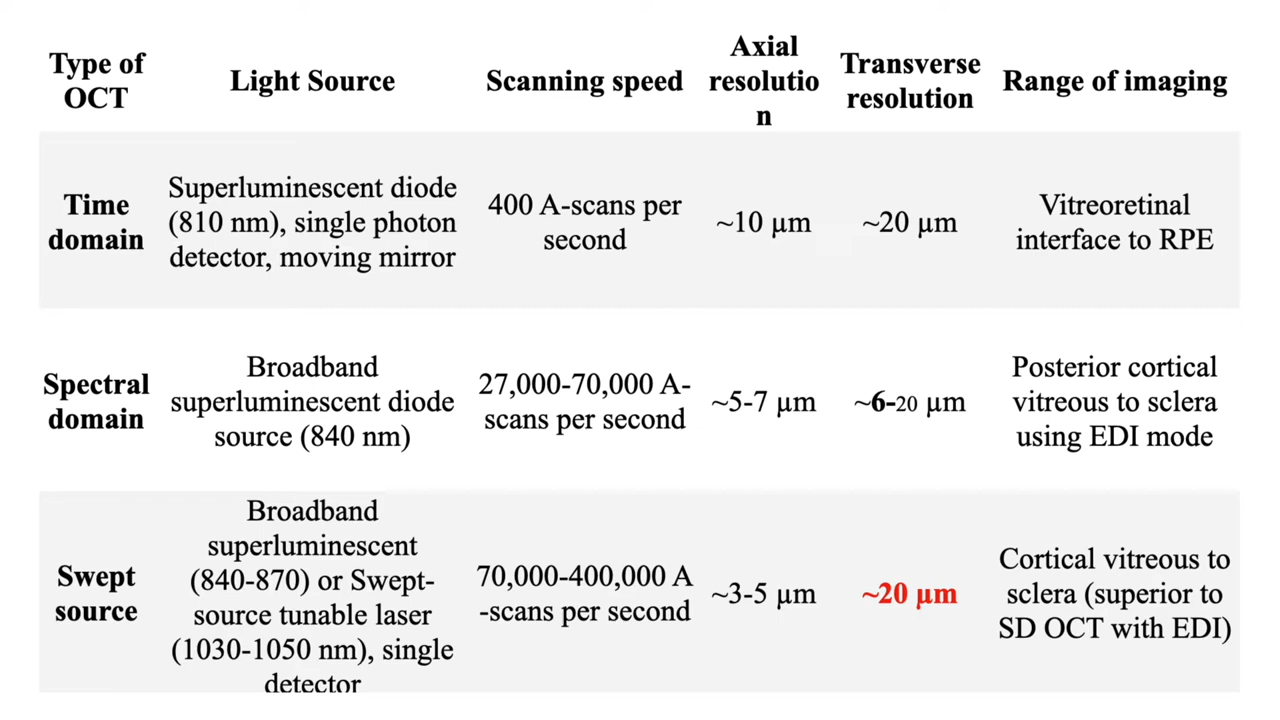 Type of OCT
Light Source
Scanning speed
Axial resolutio n
Transverse resolution
Range of imaging
Time domain
Superluminescent diode
(810 nm), single photon
detector, moving mirror
400 A-scans per
second
~10 µm
~20 µm
Vitreoretinal
interface to RPE
Spectral domain
Broadband
superluminescent diode
source (840 nm)
27,000-70,000 A-
scans per second
~5-7 µm
~6-20 µm
Posterior cortical
vitreous to sclera
using EDI mode
Swept source
Broadband
superluminescent
(840-870) or Swept-
source tunable laser
(1030-1050 nm), single
detector
70,000-400,000 A
-scans per second
~3-5 µm
~20 µm
Cortical vitreous to
sclera (superior to
SD OCT with EDI)